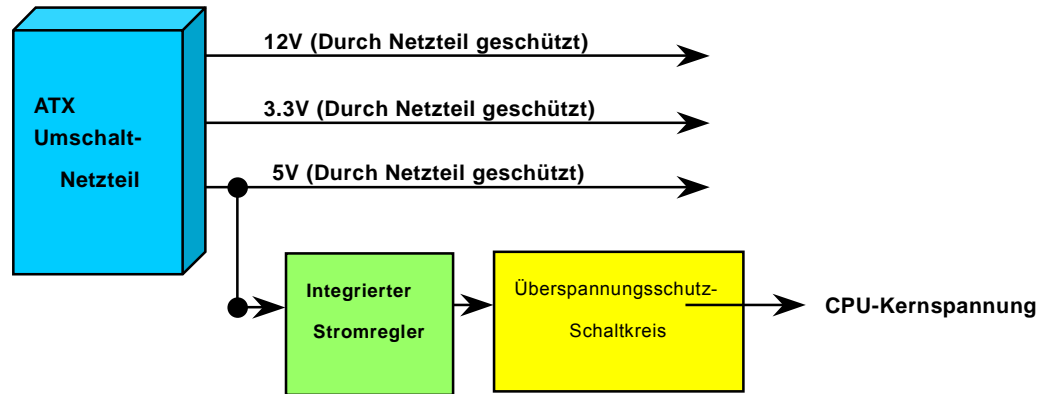 12V (Durch Netzteil geschützt)
ATX
Umschalt-
Netzteil
3.3V (Durch Netzteil geschützt)
5V (Durch Netzteil geschützt)
Integrierter
Stromregler
Überspannungsschutz-
Schaltkreis
CPU-Kernspannung